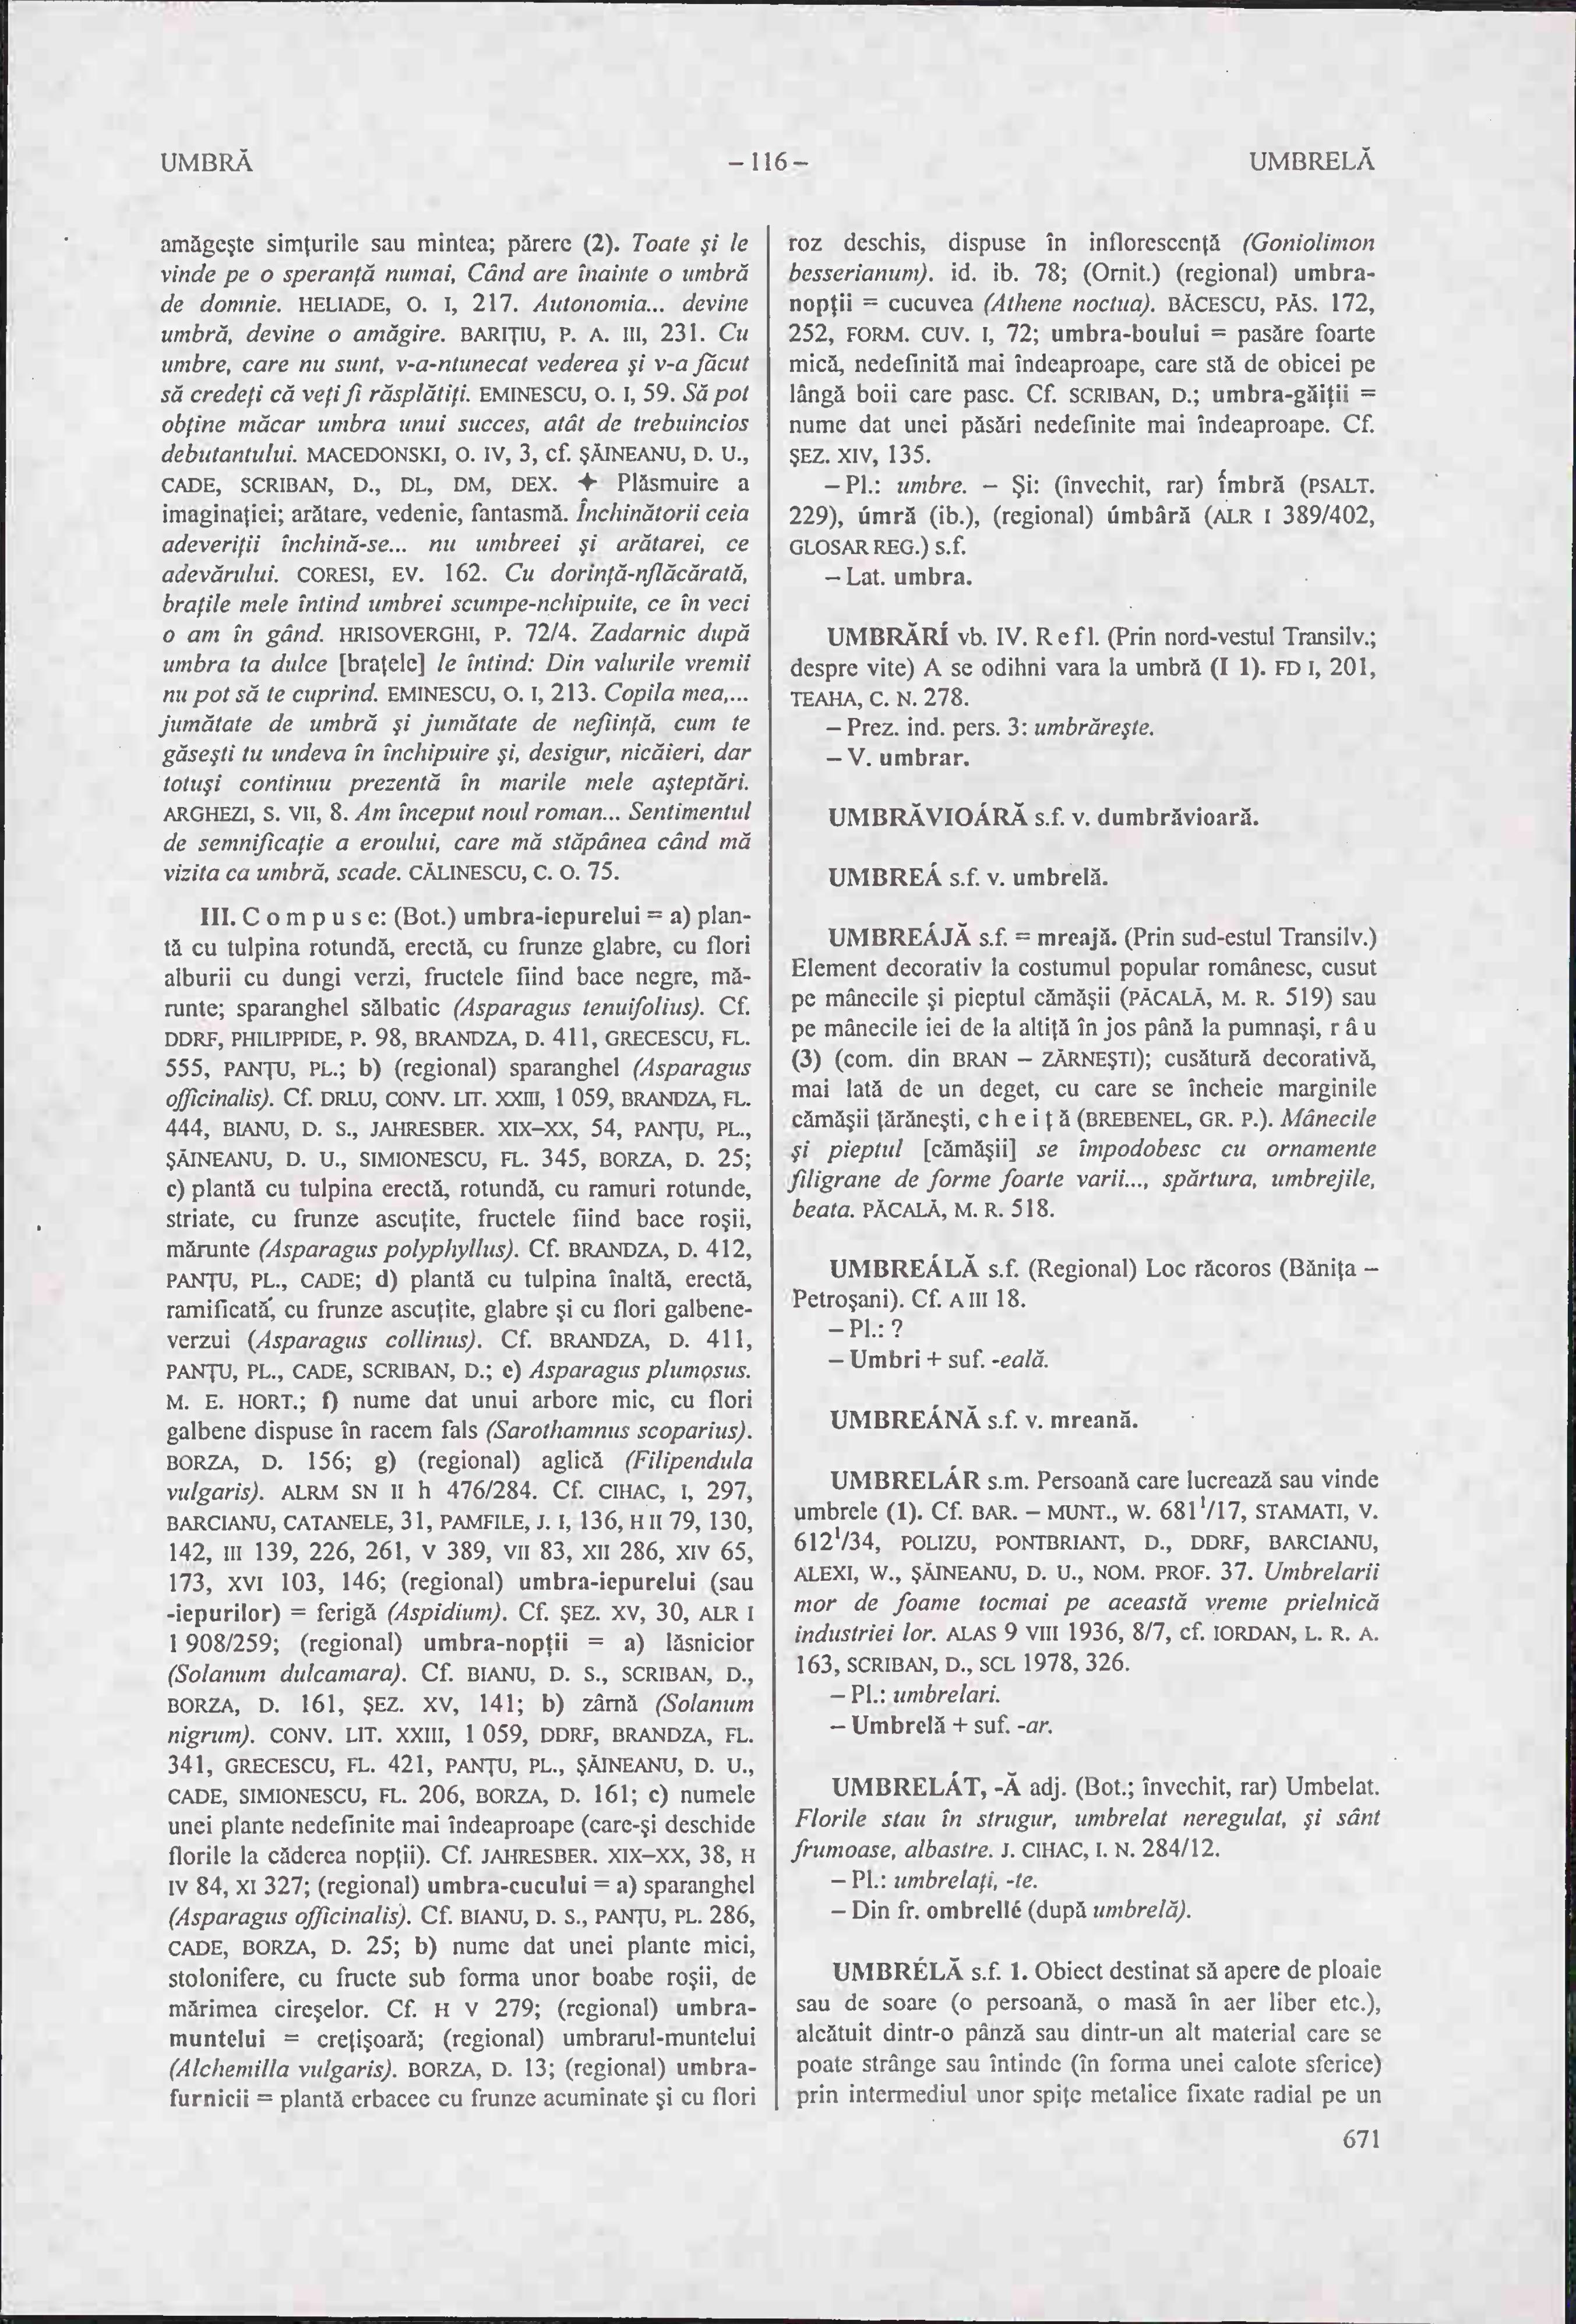 UMBRĂ
– 116 –
UMBRELĂ
amăgeşte simţurile sau mintea; părere (2). Toate şi le
vinde pe o speranţă numai, Când are înainte o umbră
de domnie. HELIADE, O. I, 217. Autonomia... devine
umbră, devine o amăgire. BARIŢIU, P. A. III, 231. Cu
umbre, care nu sunt, v-a-ntunecat vederea şi v-a făcut
să credeţi că veţi fi răsplătiţi. EMINESCU, O. I, 59. Să pot
obţine măcar umbra unui succes, atât de trebuincios
debutantului. MACEDONSKI, O. IV, 3, cf. ŞĂINEANU, D. U.,
CADE, SCRIBAN, D., DL, DM, DEX. ✦ Plăsmuire a
imaginaţiei; arătare, vedenie, fantasmă. Închinătorii ceia
adeveriţii închină-se... nu umbreei şi arătarei, ce
adevărului. CORESI, EV. 162. Cu dorinţă-nflăcărată,
braţile mele întind umbrei scumpe-nchipuite, ce în veci
o am în gând. HRISOVERGHI, P. 72/4. Zadarnic după
umbra ta dulce [braţele] le întind: Din valurile vremii
nu pot să te cuprind. EMINESCU, O. I, 213. Copila mea,...
jumătate de umbră şi jumătate de nefiinţă, cum te
găseşti tu undeva în închipuire şi, desigur, nicăieri, dar
totuşi continuu prezentă în marile mele aşteptări.
ARGHEZI, S. VII, 8. Am început noul roman... Sentimentul
de semnificaţie a eroului, care mă stăpânea când mă
vizita ca umbră, scade. CĂLINESCU, C. O. 75.
III. Compuse: (Bot.) umbra-iepurelui = a) plan-
tă cu tulpina rotundă, erectă, cu frunze glabre, cu flori
alburii cu dungi verzi, fructele fiind bace negre, mă-
runte; sparanghel sălbatic (Asparagus tenuifolius). Cf.
DDRF, PHILIPPIDE, P. 98, BRANDZA, D. 411, GRECESCU, FL.
555, PANŢU, PL.; b) (regional) sparanghel (Asparagus
officinalis). Cf. DRLU, CONV. LIT. XXIII, 1 059, BRANDZA, FL.
444, BIANU, D. S., JAHRESBER. XIX–XX, 54, PANŢU, PL.,
ŞĂINEANU, D. U., SIMIONESCU, FL. 345, BORZA, D. 25;
c) plantă cu tulpina erectă, rotundă, cu ramuri rotunde,
striate, cu frunze ascuţite, fructele fiind bace roşii,
mărunte (Asparagus polyphyllus). Cf. BRANDZA, D. 412,
PANŢU, PL., CADE; d) plantă cu tulpina înaltă, erectă,
ramificată, cu frunze ascuţite, glabre şi cu flori galbene-
verzui (Asparagus collinus). Cf. BRANDZA, D. 411,
PANŢU, PL., CADE, SCRIBAN, D.; e) Asparagus plumosus.
M. E. HORT.; f) nume dat unui arbore mic, cu flori
galbene dispuse în racem fals (Sarothamnus scoparius).
BORZA, D. 156; g) (regional) aglică (Filipendula
vulgaris). ALRM SN II h 476/284. Cf. CIHAC, I, 297,
BARCIANU, CATANELE, 31, PAMFILE, J. I, 136, H II 79, 130,
142, III 139, 226, 261, V 389, VII 83, XII 286, XIV 65,
173, XVI 103, 146; (regional) umbra-iepurelui (sau
-iepurilor) = ferigă (Aspidium). Cf. ŞEZ. XV, 30, ALR I
1 908/259; (regional) umbra-nopţii = a) lăsnicior
(Solanum dulcamara). Cf. BIANU, D. S., SCRIBAN, D.,
BORZA, D. 161, ŞEZ. XV, 141; b) zârnă (Solanum
nigrum). CONV. LIT. XXIII, 1 059, DDRF, BRANDZA, FL.
341, GRECESCU, FL. 421, PANŢU, PL., ŞĂINEANU, D. U.,
CADE, SIMIONESCU, FL. 206, BORZA, D. 161; c) numele
unei plante nedefinite mai îndeaproape (care-şi deschide
florile la căderea nopţii). Cf. JAHRESBER. XIX–XX, 38, H
IV 84, XI 327; (regional) umbra-cucului = a) sparanghel
(Asparagus officinalis). Cf. BIANU, D. S., PANŢU, PL. 286,
CADE, BORZA, D. 25; b) nume dat unei plante mici,
stolonifere, cu fructe sub forma unor boabe roşii, de
mărimea cireşelor. Cf. H V 279; (regional) umbra-
muntelui = creţişoară; (regional) umbrarul-muntelui
(Alchemilla vulgaris). BORZA, D. 13; (regional) umbra-
furnicii = plantă erbacee cu frunze acuminate şi cu flori
roz deschis, dispuse în inflorescenţă (Goniolimon
besserianum). id. ib. 78; (Ornit.) (regional) umbra-
nopţii = cucuvea (Athene noctua). BĂCESCU, PĂS. 172,
252, FORM. CUV. I, 72; umbra-boului = pasăre foarte
mică, nedefinită mai îndeaproape, care stă de obicei pe
lângă boii care pasc. Cf. SCRIBAN, D.; umbra-găiţii =
nume dat unei păsări nedefinite mai îndeaproape. Cf.
ŞEZ. XIV, 135.
– Pl.: umbre. – Şi: (învechit, rar) ímbră (PSALT.
229), úmră (ib.), (regional) úmbâră (ALR I 389/402,
GLOSAR REG.) s.f.
– Lat. umbra.
UMBRĂRÍ vb. IV. Refl. (Prin nord-vestul Transilv.;
despre vite) A se odihni vara la umbră (I 1). FD I, 201,
TEAHA, C. N. 278.
– Prez. ind. pers. 3: umbrăreşte.
– V. umbrar.
UMBRĂVIOÁRĂ s.f. v. dumbrăvioară.
UMBREÁ s.f. v. umbrelă.
UMBREÁJĂ s.f. = mreajă. (Prin sud-estul Transilv.)
Element decorativ la costumul popular românesc, cusut
pe mânecile şi pieptul cămăşii (PĂCALĂ, M. R. 519) sau
pe mânecile iei de la altiţă în jos până la pumnaşi, râu
(3) (com. din BRAN – ZĂRNEŞTI); cusătură decorativă,
mai lată de un deget, cu care se încheie marginile
cămăşii ţărăneşti, cheiţă (BREBENEL, GR. P.). Mânecile
şi pieptul [cămăşii] se împodobesc cu ornamente
filigrane de forme foarte varii..., spărtura, umbrejile,
beata. PĂCALĂ, M. R. 518.
UMBREÁLĂ s.f. (Regional) Loc răcoros (Băniţa –
Petroşani). Cf. A III 18.
– Pl.: ?
– Umbri + suf. -eală.
UMBREÁNĂ s.f. v. mreană.
UMBRELÁR s.m. Persoană care lucrează sau vinde
umbrele (1). Cf. BAR. – MUNT., W. 681¹/17, STAMATI, V.
612¹/34, POLIZU, PONTBRIANT, D., DDRF, BARCIANU,
ALEXI, W., ŞĂINEANU, D. U., NOM. PROF. 37. Umbrelarii
mor de foame tocmai pe această vreme prielnică
industriei lor. ALAS 9 VIII 1936, 8/7, cf. IORDAN, L. R. A.
163, SCRIBAN, D., SCL 1978, 326.
– Pl.: umbrelari.
– Umbrelă + suf. -ar.
UMBRELÁT, -Ă adj. (Bot.; învechit, rar) Umbelat.
Florile stau în strugur, umbrelat neregulat, şi sânt
frumoase, albastre. J. CIHAC, I. N. 284/12.
– Pl.: umbrelaţi, -te.
– Din fr. ombrellé (după umbrelă).
UMBRÉLĂ s.f. 1. Obiect destinat să apere de ploaie
sau de soare (o persoană, o masă în aer liber etc.),
alcătuit dintr-o pânză sau dintr-un alt material care se
poate strânge sau întinde (în forma unei calote sferice)
prin intermediul unor spiţe metalice fixate radial pe un
671